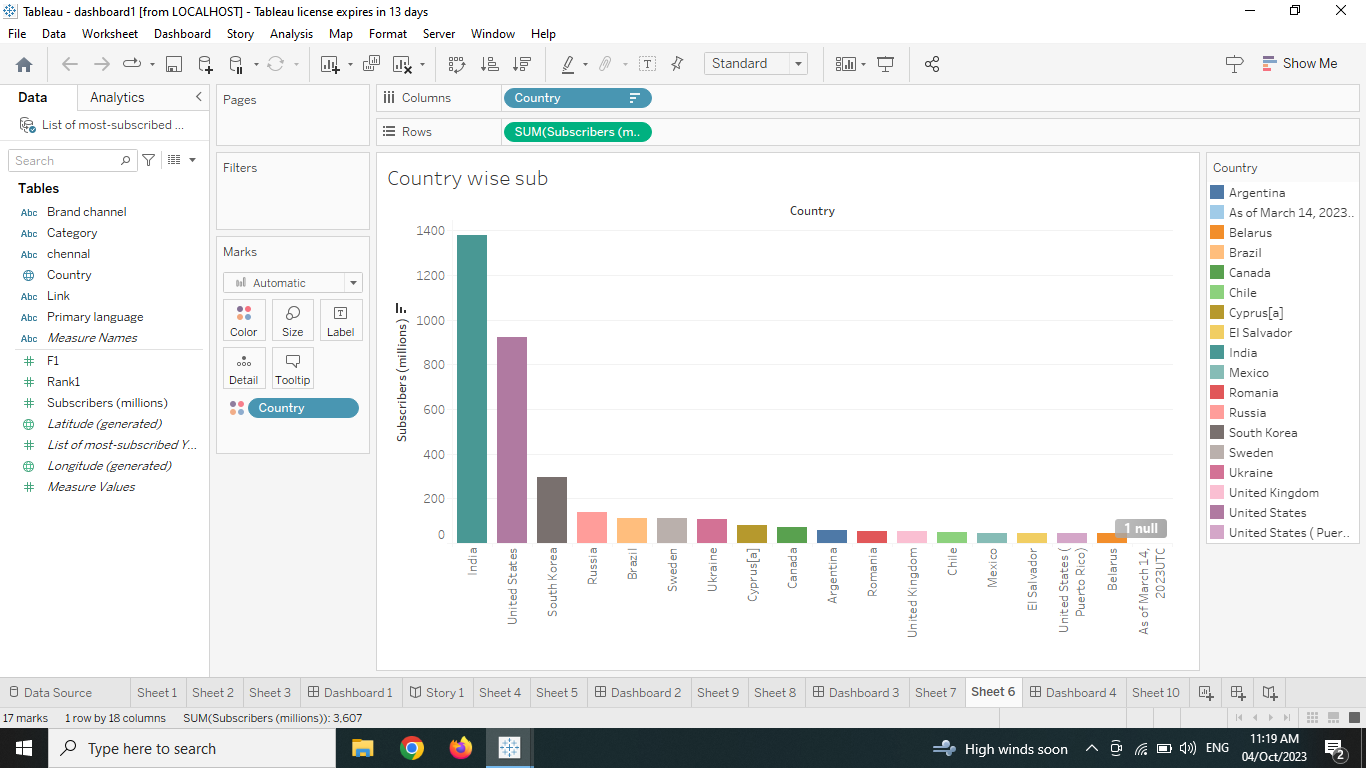 Tableau - dashboard1 [from LOCALHOST] - Tableau license expires in 13 days
File Data Worksheet Dashboard Story Analysis Map Format Server Window Help
Standard
Show Me
Data Analytics
List of most-subscribed ...
Search
Tables
Abc Brand channel
Abc Category
Abc chennal
Country
Abc Link
Abc Primary language
Abc Measure Names
F1
Rank1
Subscribers (millions)
Latitude (generated)
List of most-subscribed Y...
Longitude (generated)
Measure Values
Pages
Filters
Marks
Automatic
Color Size Label
Detail Tooltip
Country
Columns Country
Rows SUM(Subscribers (m..
Country wise sub
Country
Subscribers (millions)
1400
1200
1000
800
600
400
200
0
1 null
India
United States
South Korea
Russia
Brazil
Sweden
Ukraine
Cyprus[a]
Canada
Argentina
Romania
United Kingdom
Chile
Mexico
El Salvador
United States (
Puerto Rico)
Belarus
As of March 14,
2023UTC
Country
Argentina
As of March 14, 2023..
Belarus
Brazil
Canada
Chile
Cyprus[a]
El Salvador
India
Mexico
Romania
Russia
South Korea
Sweden
Ukraine
United Kingdom
United States
United States ( Puer..
Data Source Sheet 1 Sheet 2 Sheet 3 Dashboard 1 Story 1 Sheet 4 Sheet 5 Dashboard 2 Sheet 9 Sheet 8 Dashboard 3 Sheet 7 Sheet 6 Dashboard 4 Sheet 10
17 marks 1 row by 18 columns SUM(Subscribers (millions)): 3,607
Type here to search
High winds soon
ENG
11:19 AM
04/Oct/2023
2